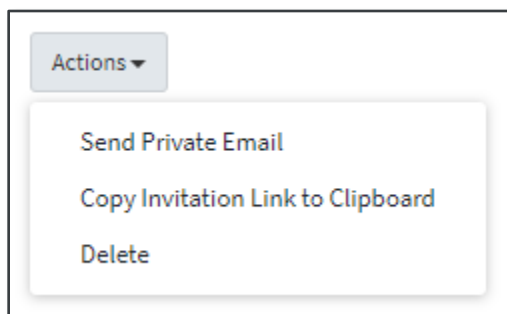 Actions
Send Private Email
Copy Invitation Link to Clipboard
Delete